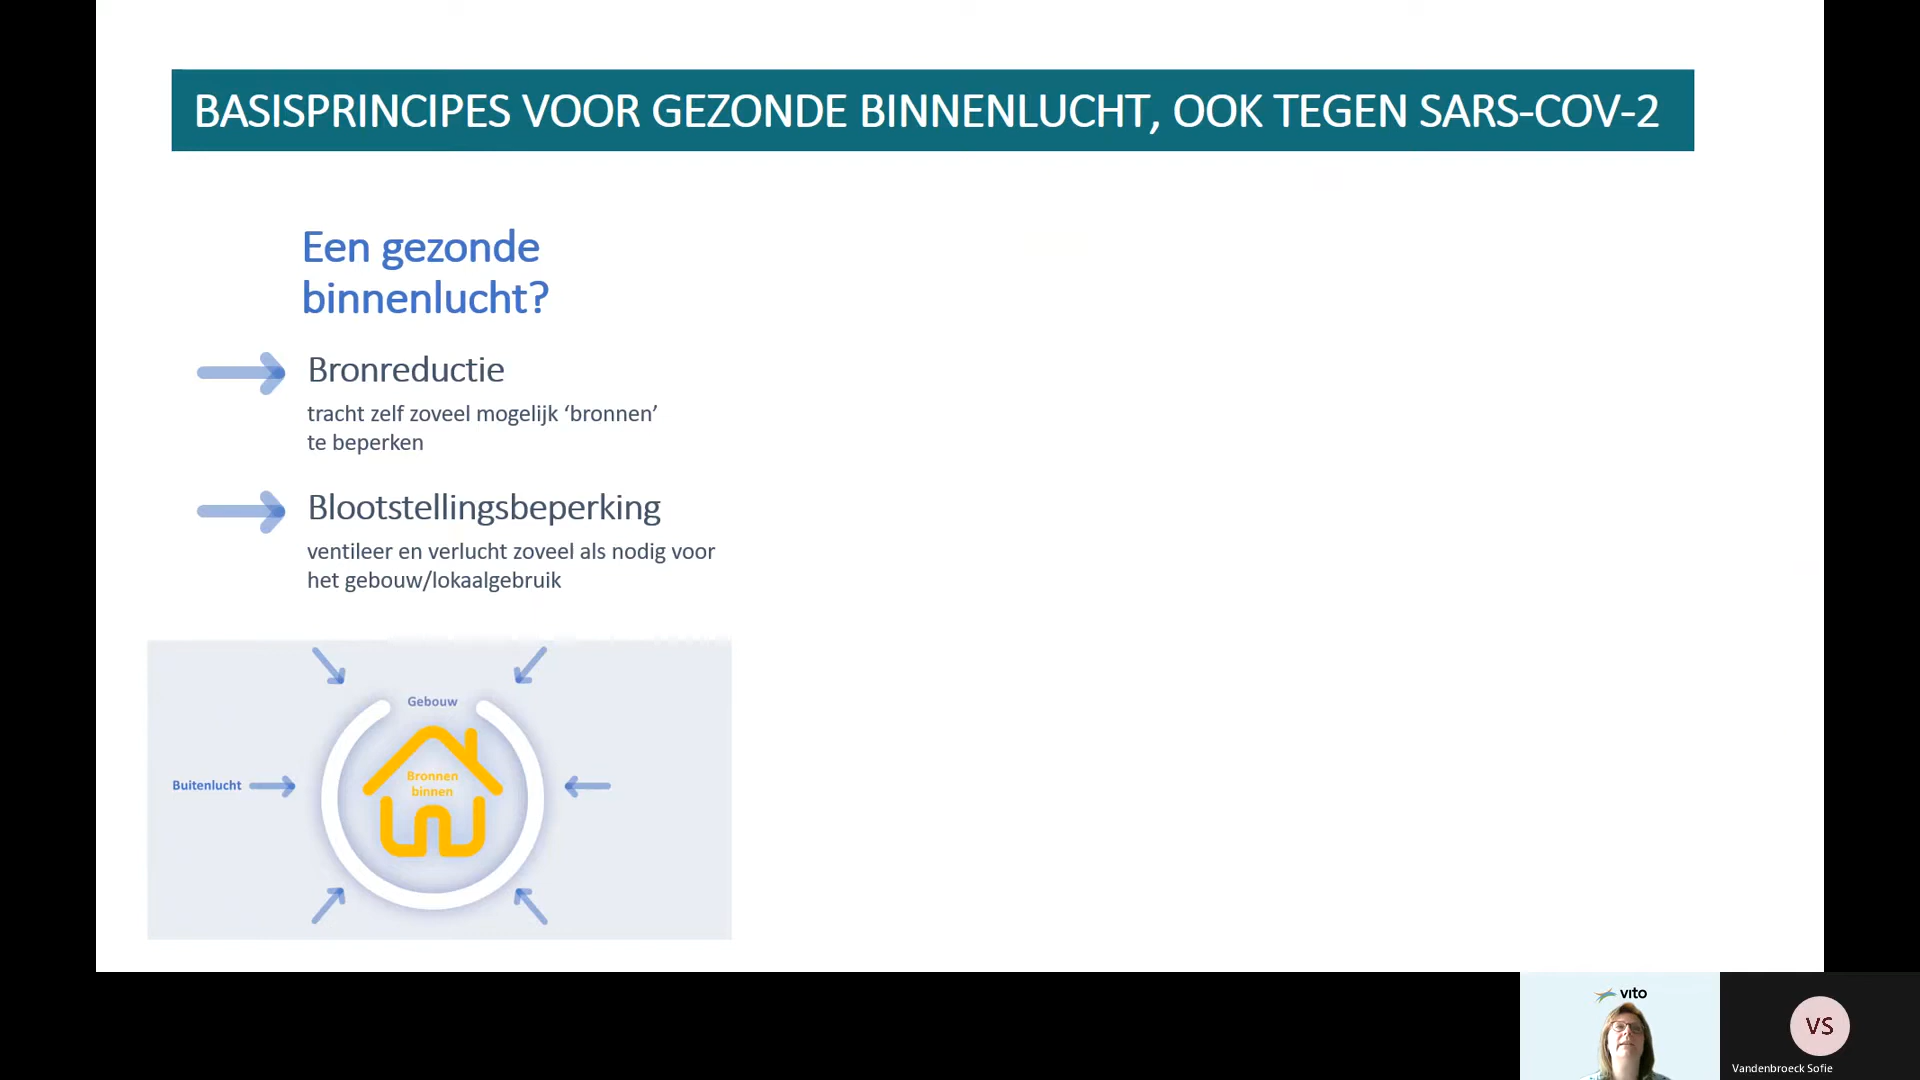 BASISPRINCIPES VOOR GEZONDE BINNENLUCHT, OOK TEGEN SARS-COV-2
Een gezonde
binnenlucht?
Bronreductie
tracht zelf zoveel mogelijk ‘bronnen’
te beperken
Blootstellingsbeperking
ventileer en verlucht zoveel als nodig voor
het gebouw/lokaalgebruik
Gebouw
Bronnen
binnen
Buitenlucht
vito
VS
Vandenbroeck Sofie